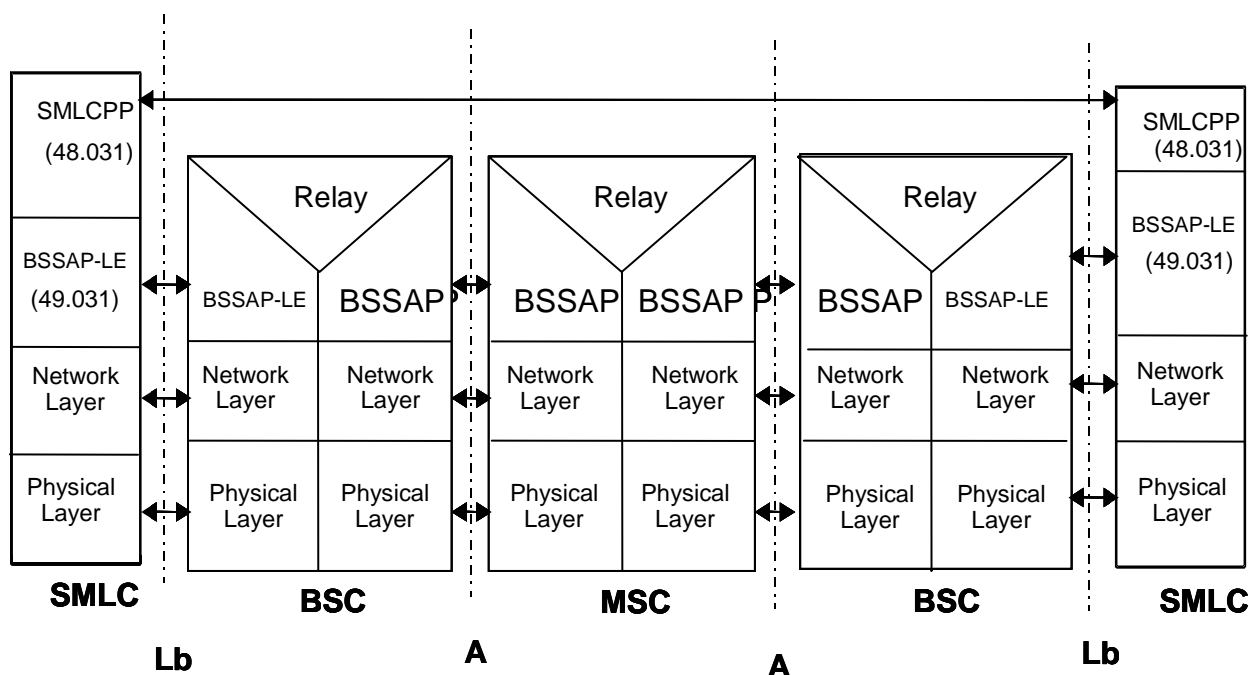 SMLCPP
(48.031)
BSSAP-LE
(49.031)
Network
Layer
Physical
Layer
SMLC
Lb
Relay
BSSAP-LE
BSSAPP
Network
Layer
Network
Layer
Physical
Layer
Physical
Layer
BSC
A
Relay
BSSAP
BSSAP P
Network
Layer
Network
Layer
Physical
Layer
Physical
Layer
MSC
A
Relay
BSSAP
BSSAP-LE
Network
Layer
Network
Layer
Physical
Layer
Physical
Layer
BSC
Lb
SMLCPP
(48.031)
BSSAP-LE
(49.031)
Network
Layer
Physical
Layer
SMLC